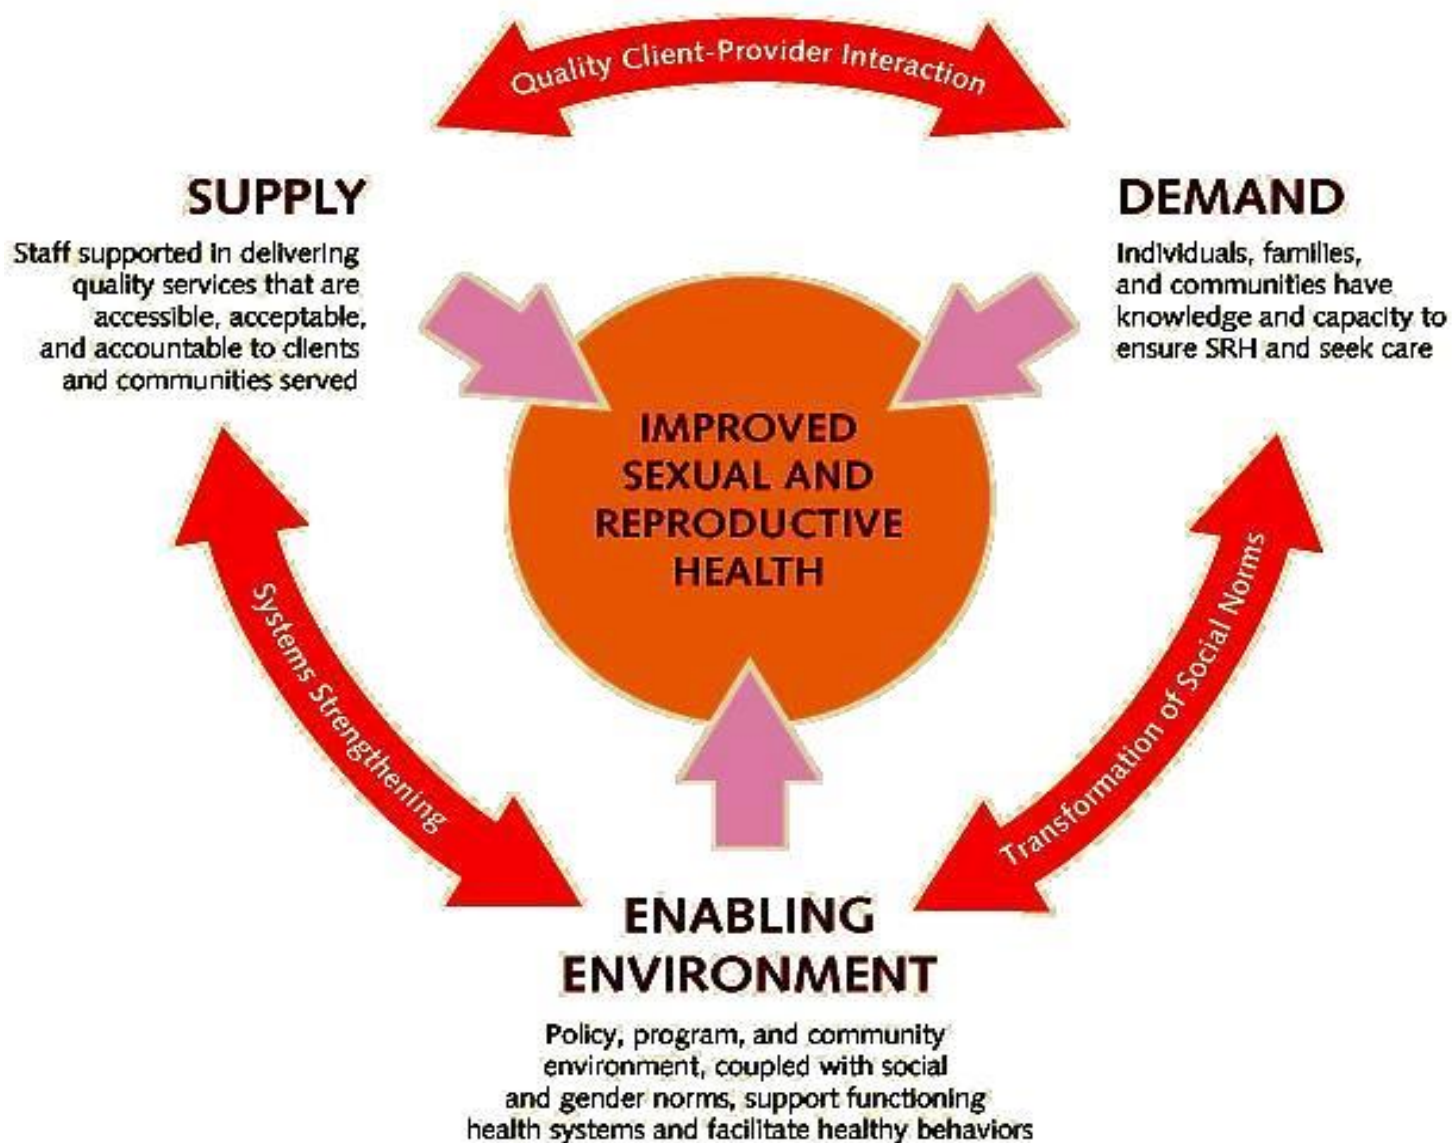 Quality Client-Provider Interaction
SUPPLY
Staff supported in delivering
quality services that are
accessible, acceptable,
and accountable to clients
and communities served
DEMAND
Individuals, families,
and communities have
knowledge and capacity to
ensure SRH and seek care
IMPROVED
SEXUAL AND
REPRODUCTIVE
HEALTH
Systems Strengthening
Transformation of Social Norms
ENABLING
ENVIRONMENT
Policy, program, and community
environment, coupled with social
and gender norms, support functioning
health systems and facilitate healthy behaviors